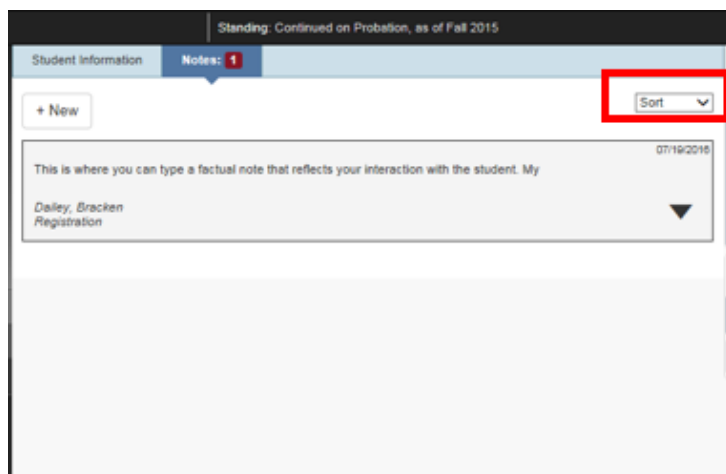 Standing: Continued on Probation, as of Fall 2015
Student Information
Notes: 1
+ New
Sort
07/19/2016
This is where you can type a factual note that reflects your interaction with the student. My
Dailey, Bracken
Registration